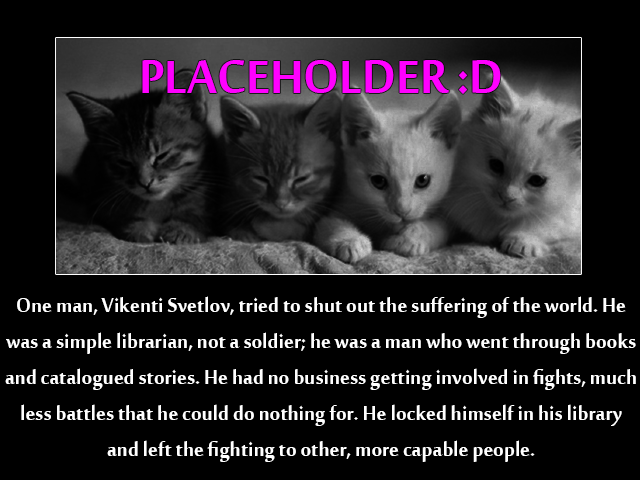 PLACEHOLDER :D
One man, Vikenti Svetlov, tried to shut out the suffering of the world. He
was a simple librarian, not a soldier; he was a man who went through books
and catalogued stories. He had no business getting involved in fights, much
less battles that he could do nothing for. He locked himself in his library
and left the fighting to other, more capable people.